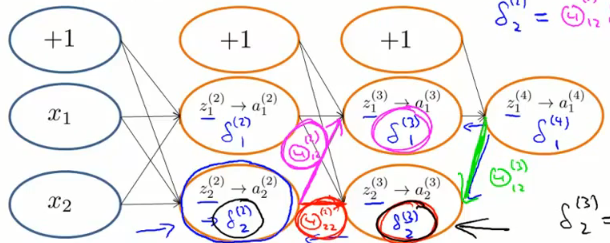 δ₂⁽²⁾ = Θ₁₂
+1 +1 +1
x₁ z₁⁽²⁾ → a₁⁽²⁾ z₁⁽³⁾ → a₁⁽³⁾ z₁⁽⁴⁾ → a₁⁽⁴⁾
δ₁⁽²⁾ δ₁⁽³⁾ δ₁⁽⁴⁾
Θ₁₂⁽²⁾ Θ₁₂⁽³⁾
x₂ z₂⁽²⁾ → a₂⁽²⁾ z₂⁽³⁾ → a₂⁽³⁾
δ₂⁽²⁾ Θ₂₂⁽²⁾ δ₂⁽³⁾ δ₂⁽³⁾ =